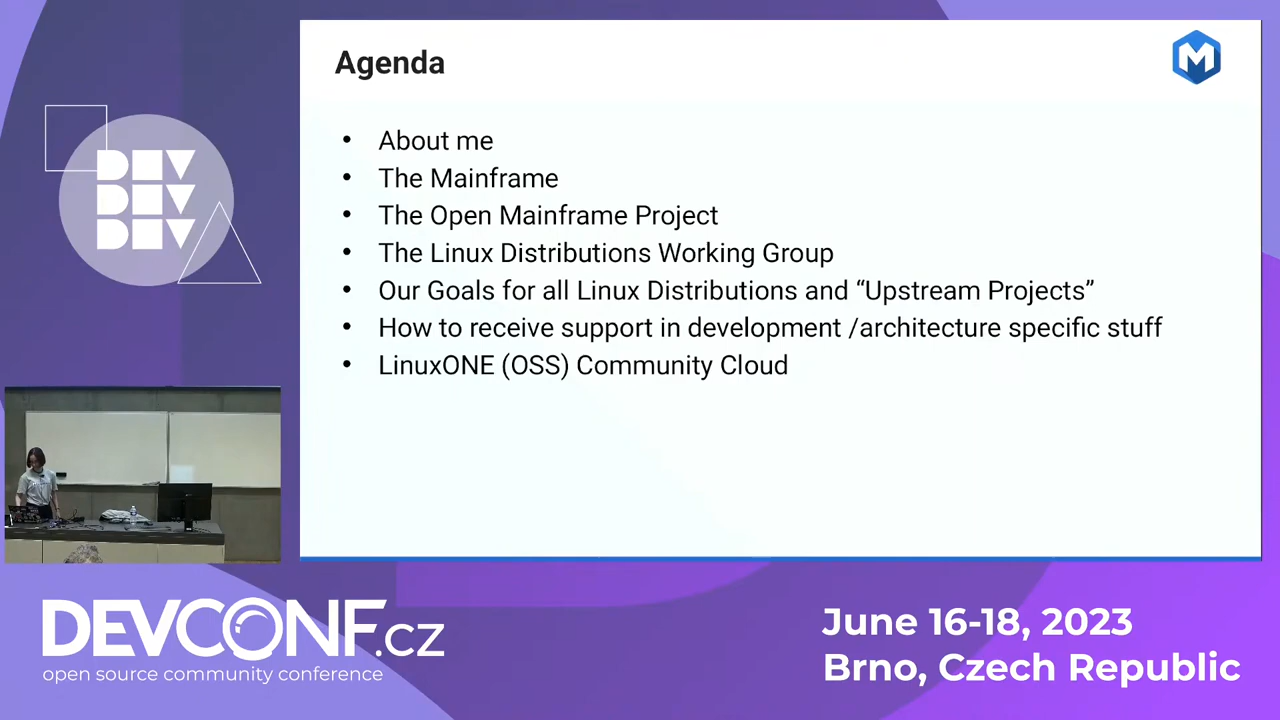 Agenda
M
• About me
• The Mainframe
• The Open Mainframe Project
• The Linux Distributions Working Group
• Our Goals for all Linux Distributions and “Upstream Projects”
• How to receive support in development /architecture specific stuff
• LinuxONE (OSS) Community Cloud
DEV
DEV
DEV
DEVCONF.cz
open source community conference
June 16-18, 2023
Brno, Czech Republic